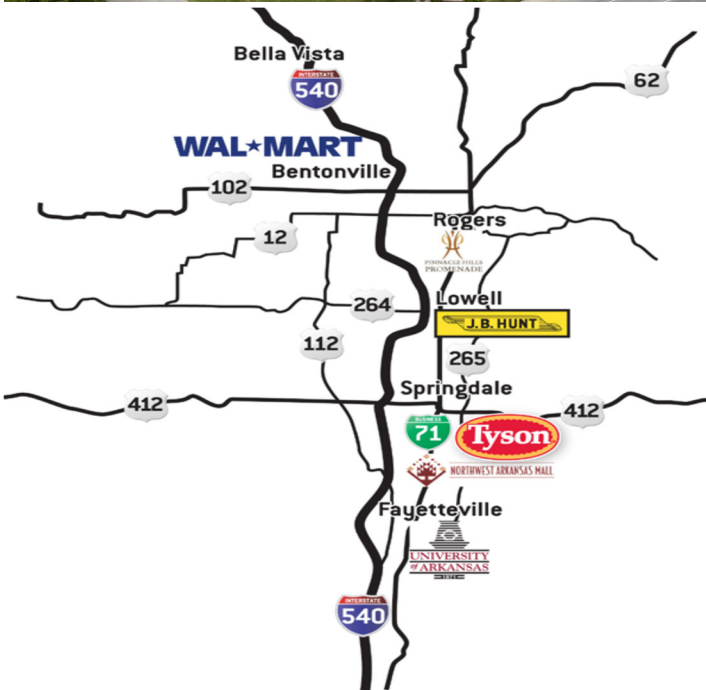 Bella Vista
INTERSTATE
540
62
WAL★MART
Bentonville
102
Rogers
12
PINNACLE HILLS
PROMENADE
Lowell
264
J.B. HUNT
112
265
Springdale
412
412
BUSINESS
71
Tyson
NORTHWEST ARKANSAS MALL
Fayetteville
UNIVERSITY
of ARKANSAS
1871
INTERSTATE
540